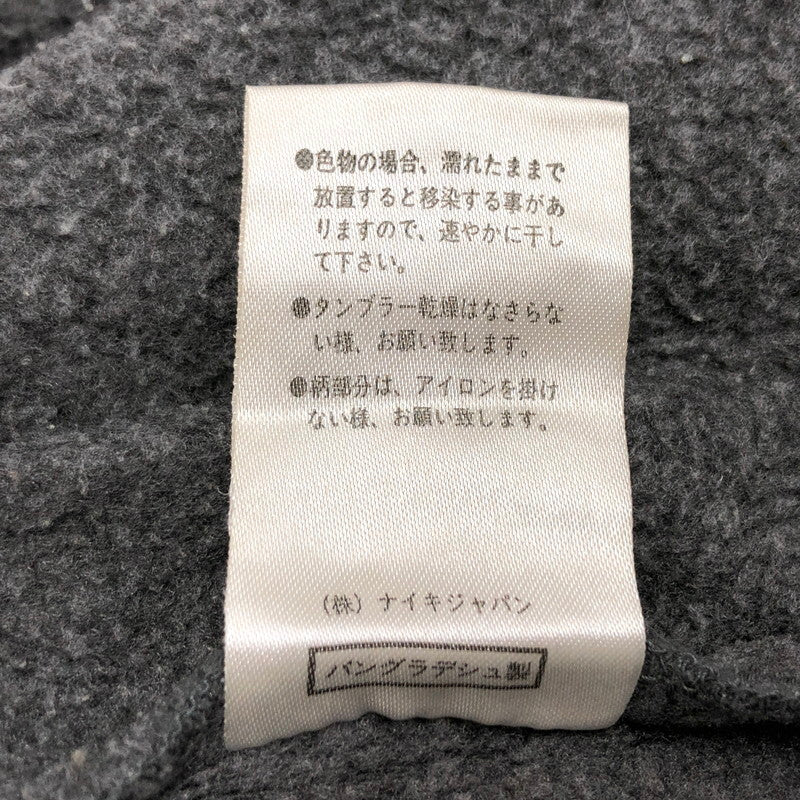 ●色物の場合、濡れたままで
放置すると移染する事があ
りますので、速やかに干し
て下さい。
●タンブラー乾燥はなさらな
い様、お願い致します。
●柄部分は、アイロンを掛け
ない様、お願い致します。
(株) ナイキジャパン
バングラデシュ製